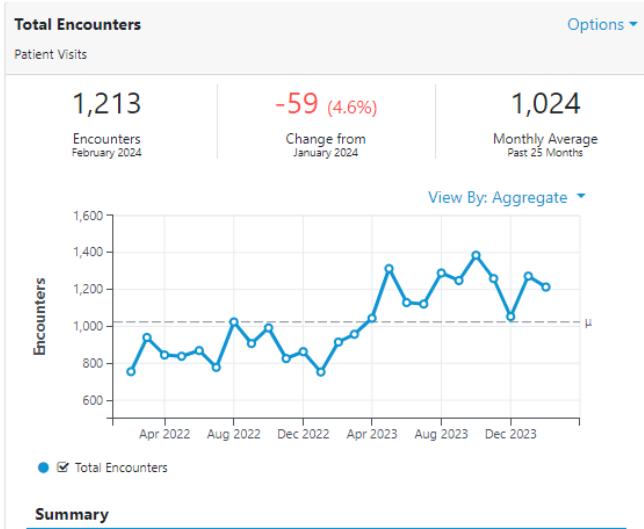 Total Encounters
Options
Patient Visits
1,213
Encounters
February 2024
-59 (4.6%)
Change from
January 2024
1,024
Monthly Average
Past 25 Months
View By: Aggregate
1,600
1,400
1,200
1,000
800
600
Encounters
μ
Apr 2022 Aug 2022 Dec 2022 Apr 2023 Aug 2023 Dec 2023
Total Encounters
Summary